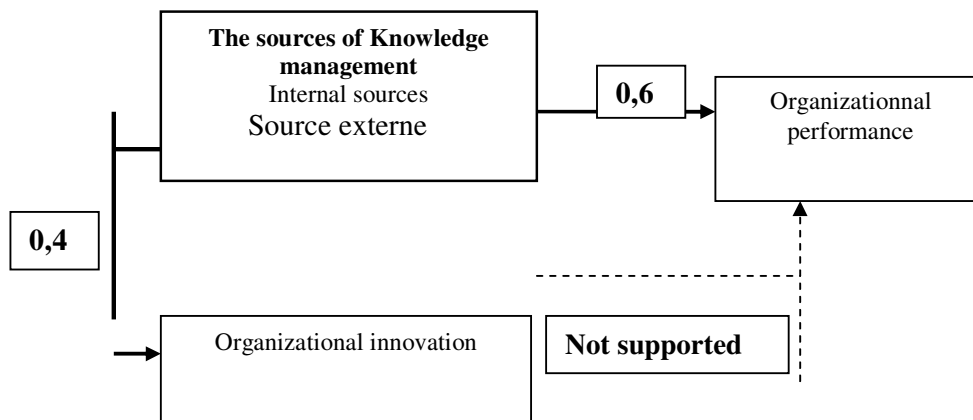 The sources of Knowledge
management
Internal sources
Source externe
0,6
Organizationnal
performance
0,4
Organizational innovation
Not supported